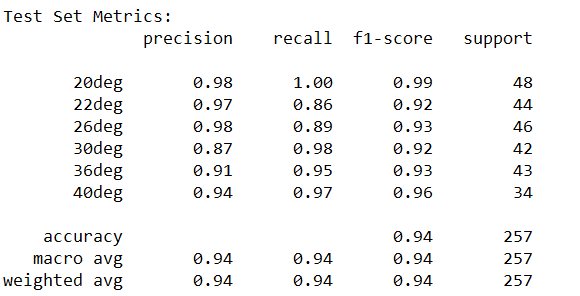 Test Set Metrics:
precision recall f1-score support
20deg 0.98 1.00 0.99 48
22deg 0.97 0.86 0.92 44
26deg 0.98 0.89 0.93 46
30deg 0.87 0.98 0.92 42
36deg 0.91 0.95 0.93 43
40deg 0.94 0.97 0.96 34
accuracy 0.94 257
macro avg 0.94 0.94 0.94 257
weighted avg 0.94 0.94 0.94 257